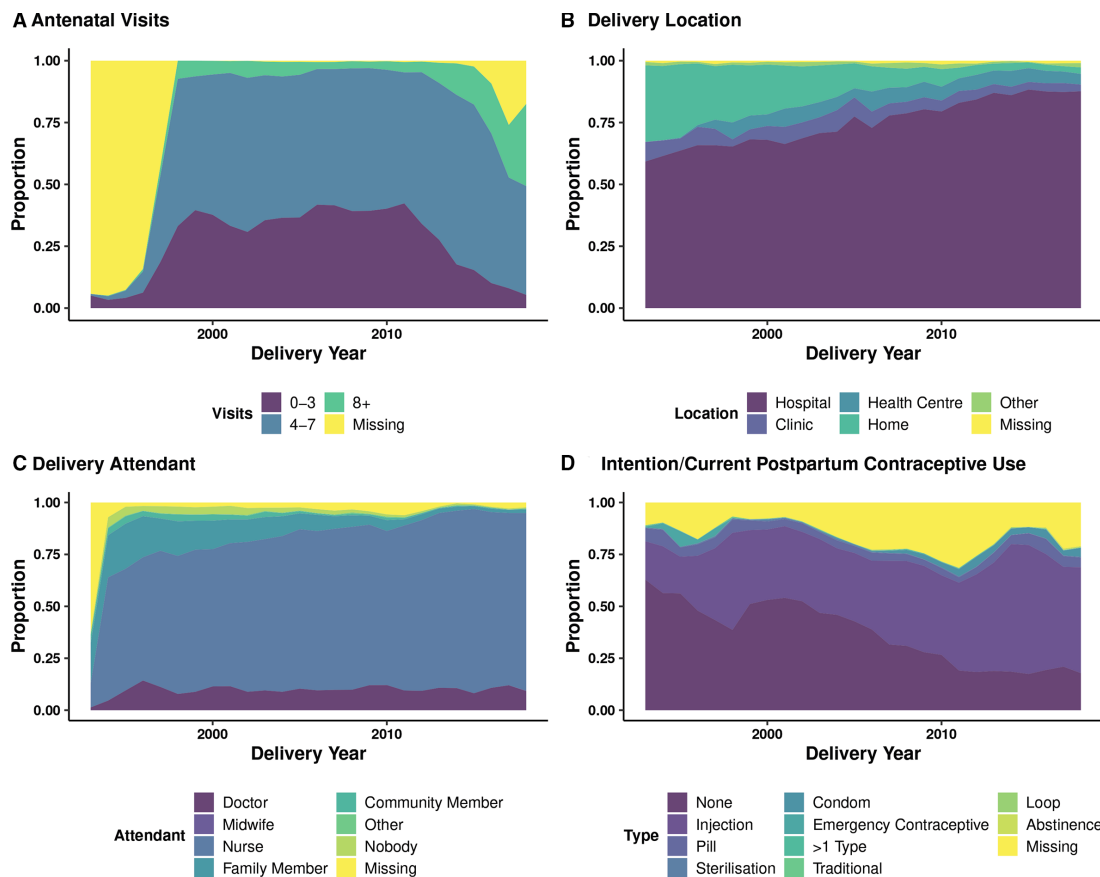 A Antenatal Visits
Proportion
1.00
0.75
0.50
0.25
0.00
2000 2010
Delivery Year
Visits
0–3 8+
4–7 Missing
B Delivery Location
Proportion
1.00
0.75
0.50
0.25
0.00
2000 2010
Delivery Year
Location
Hospital Health Centre Other
Clinic Home Missing
C Delivery Attendant
Proportion
1.00
0.75
0.50
0.25
0.00
2000 2010
Delivery Year
Attendant
Doctor Community Member
Midwife Other
Nurse Nobody
Family Member Missing
D Intention/Current Postpartum Contraceptive Use
Proportion
1.00
0.75
0.50
0.25
0.00
2000 2010
Delivery Year
Type
None Condom Loop
Injection Emergency Contraceptive Abstinence
Pill >1 Type Missing
Sterilisation Traditional